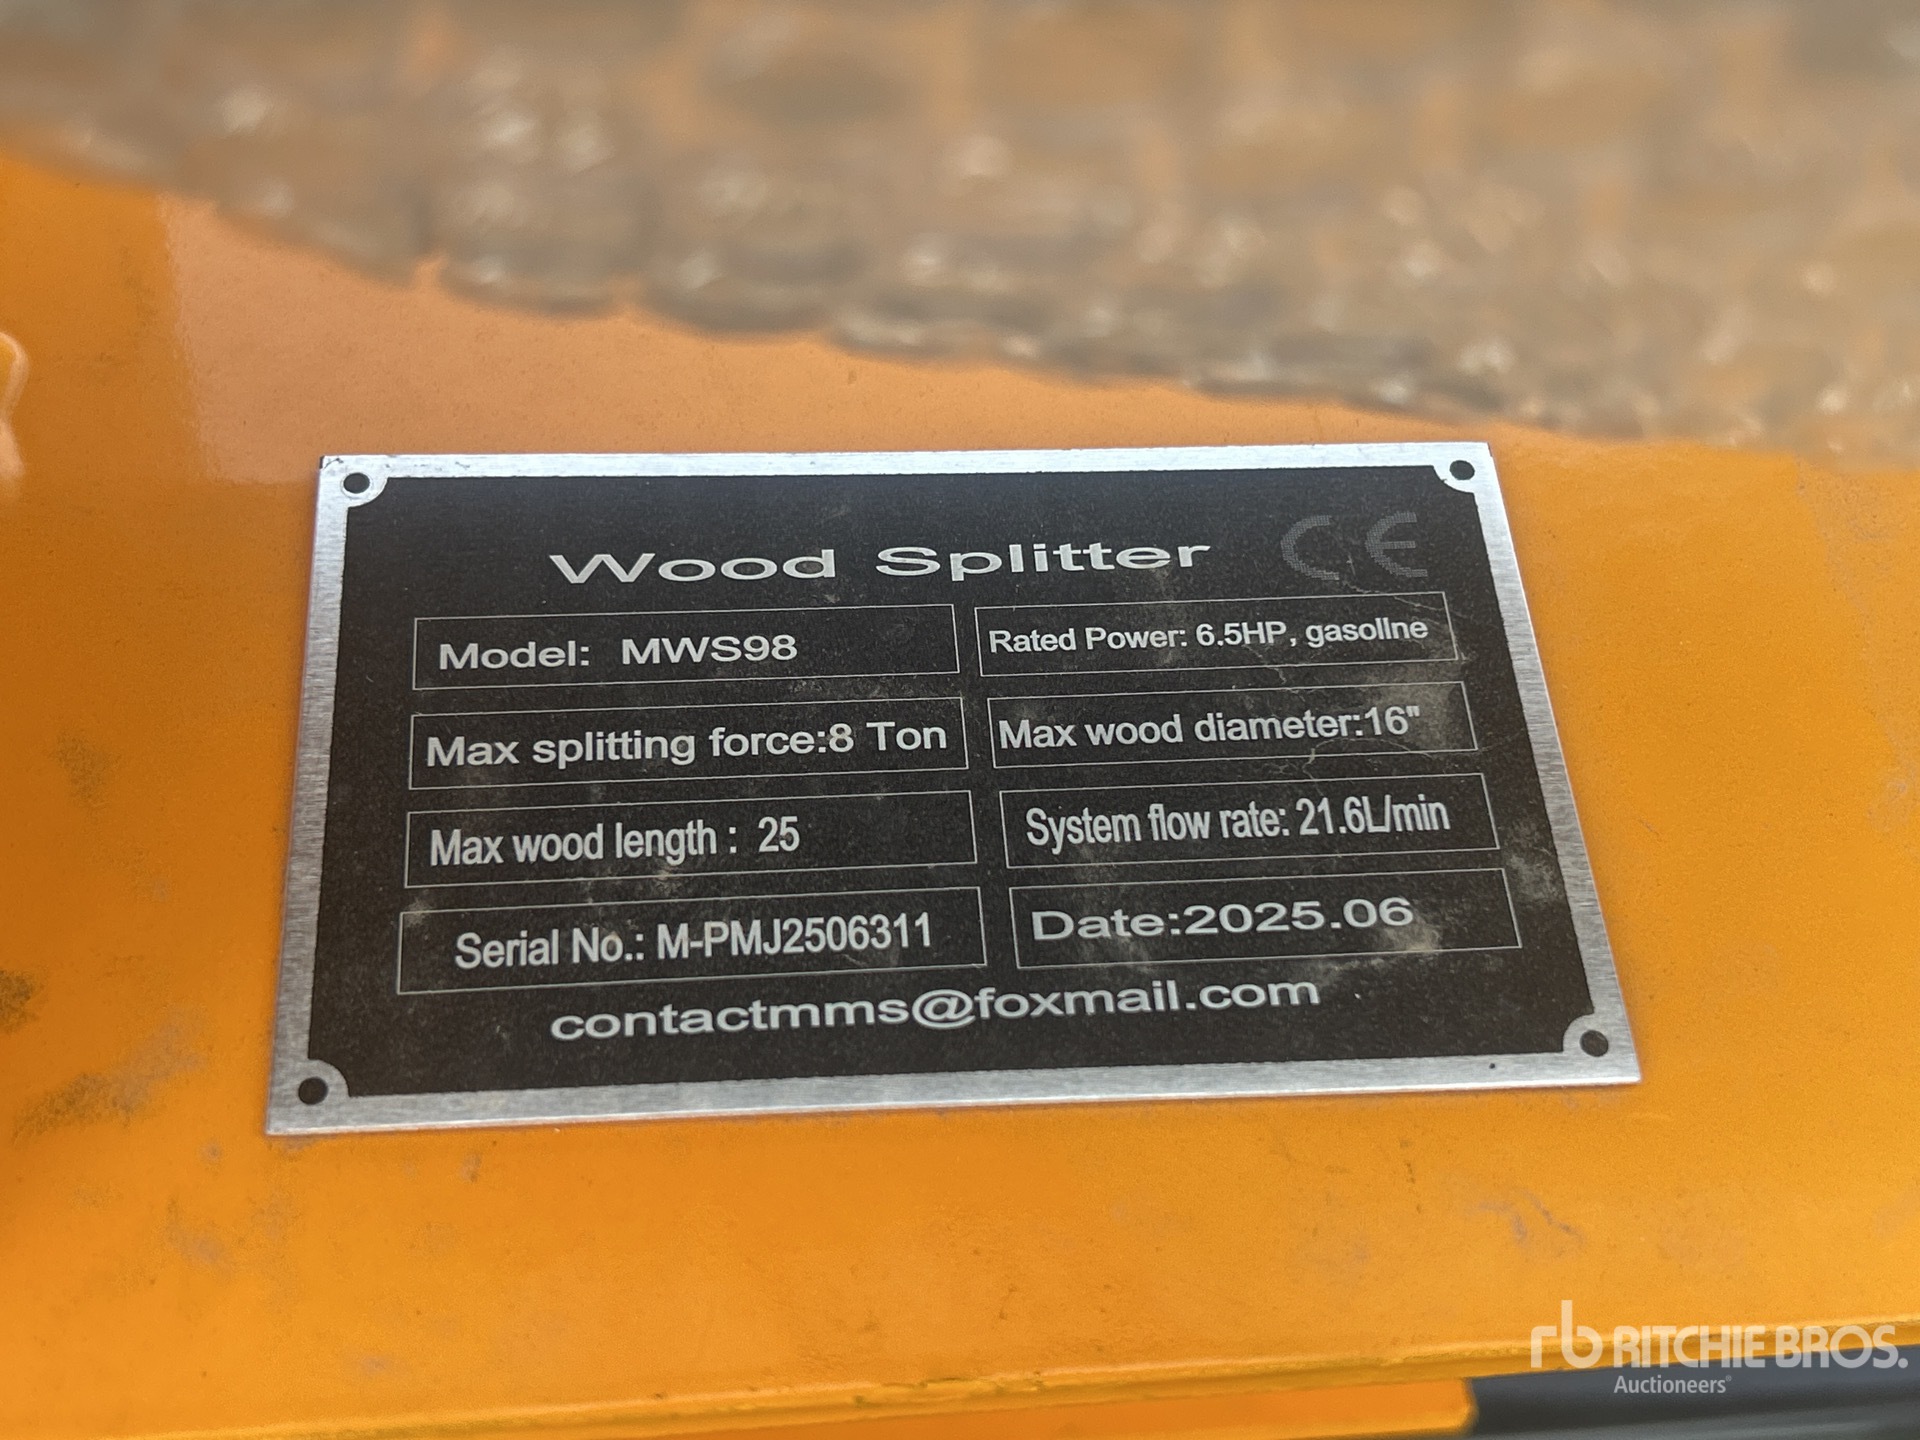 Wood Splitter CE
Model: MWS98
Rated Power: 6.5HP, gasolIne
Max splitting force:8 Ton
Max wood diameter:16"
Max wood length : 25
System flow rate: 21.6L/min
Serial No.: M-PMJ2506311
Date:2025.06
contactmms@foxmail.com
rb RITCHIE BROS.
Auctioneers